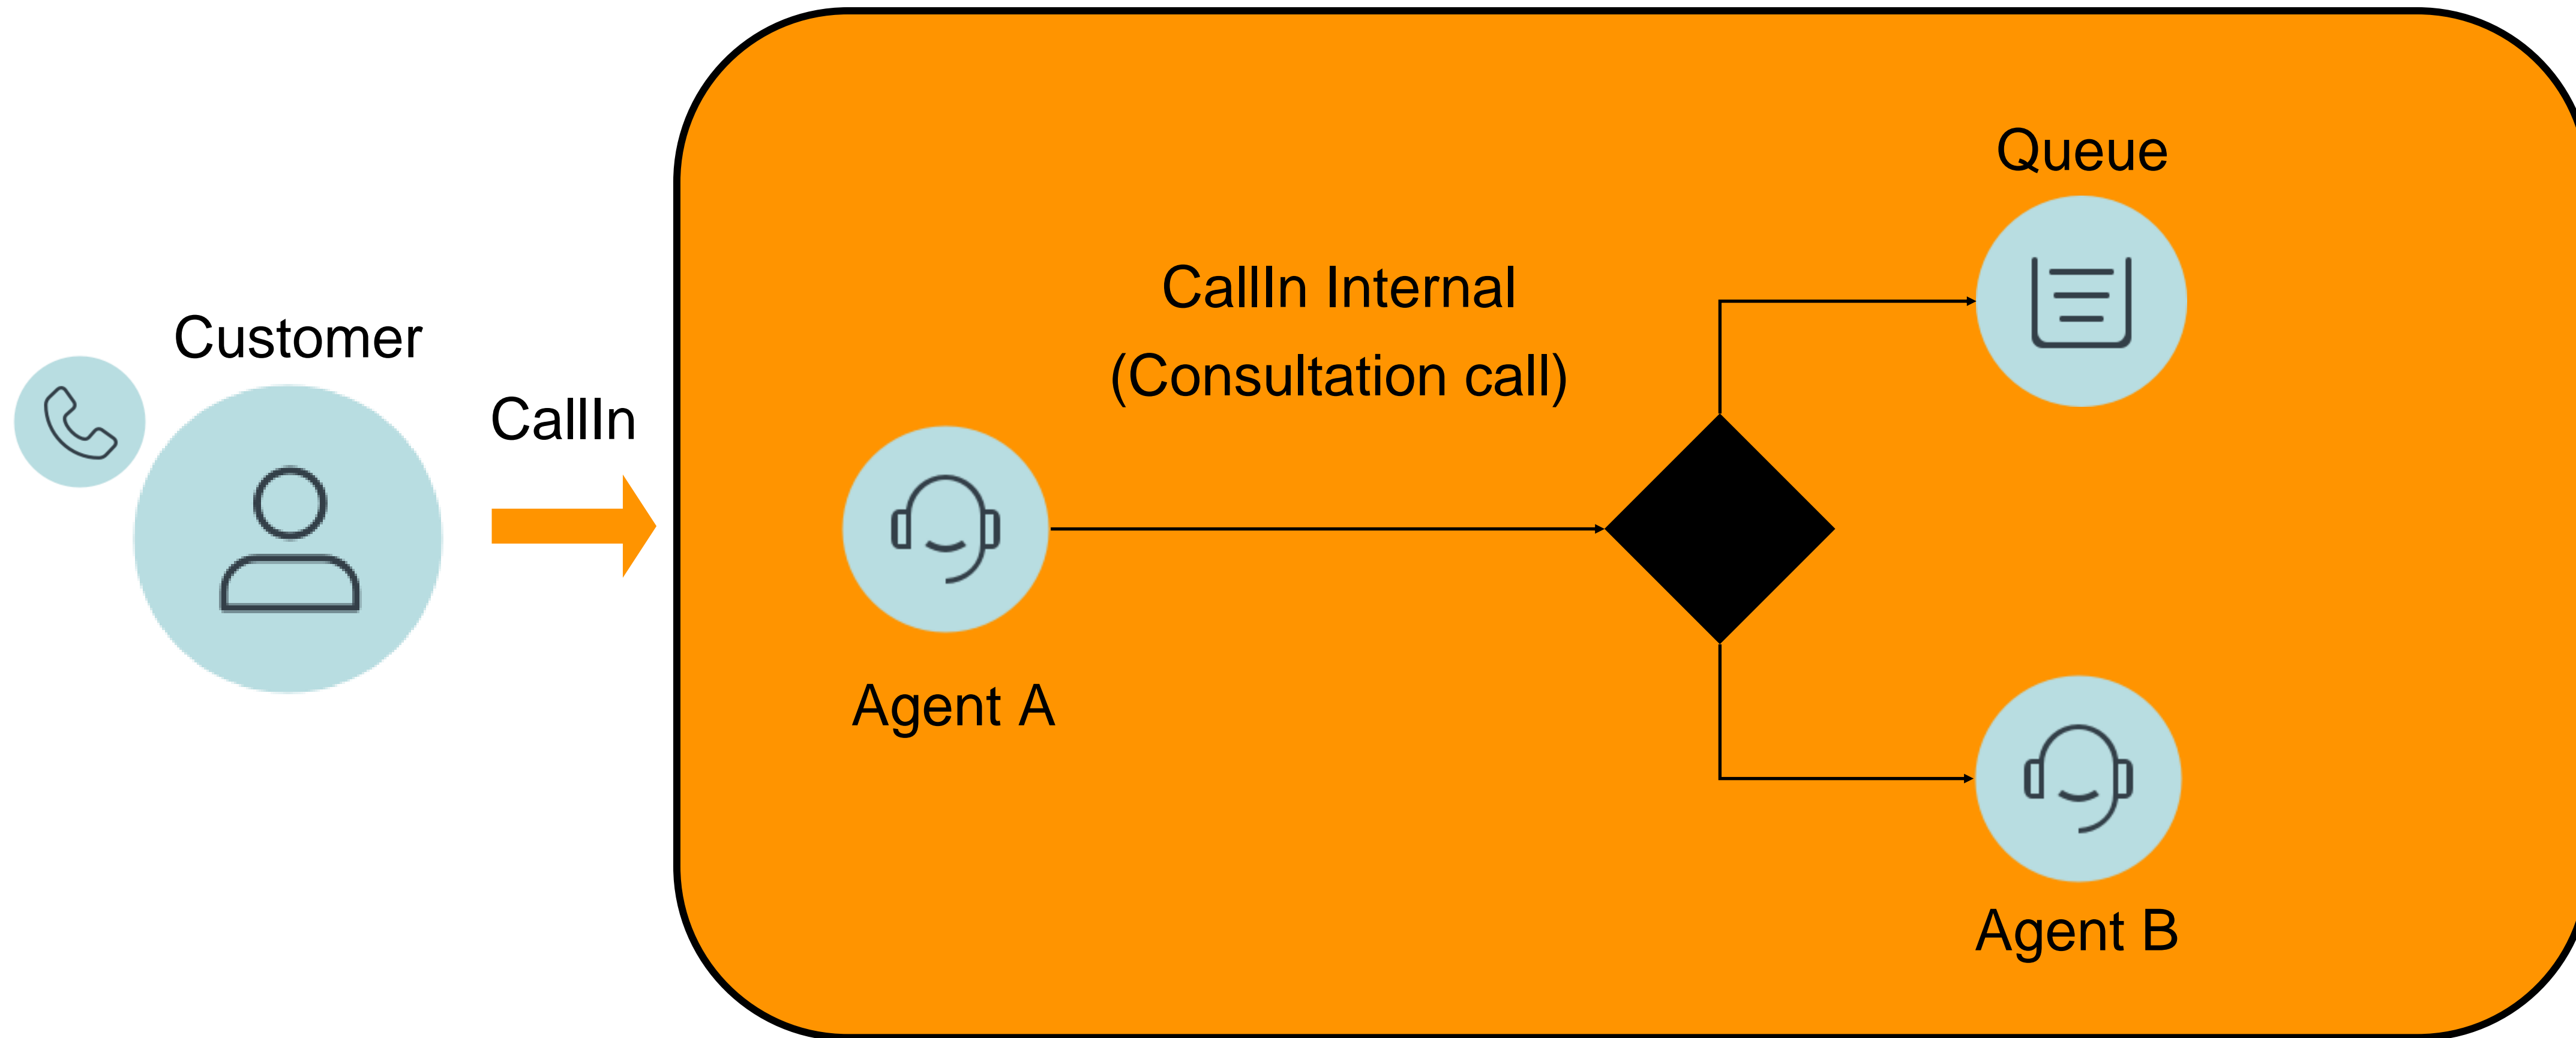 Customer
CallIn
CallIn Internal
(Consultation call)
Agent A
Queue
Agent B